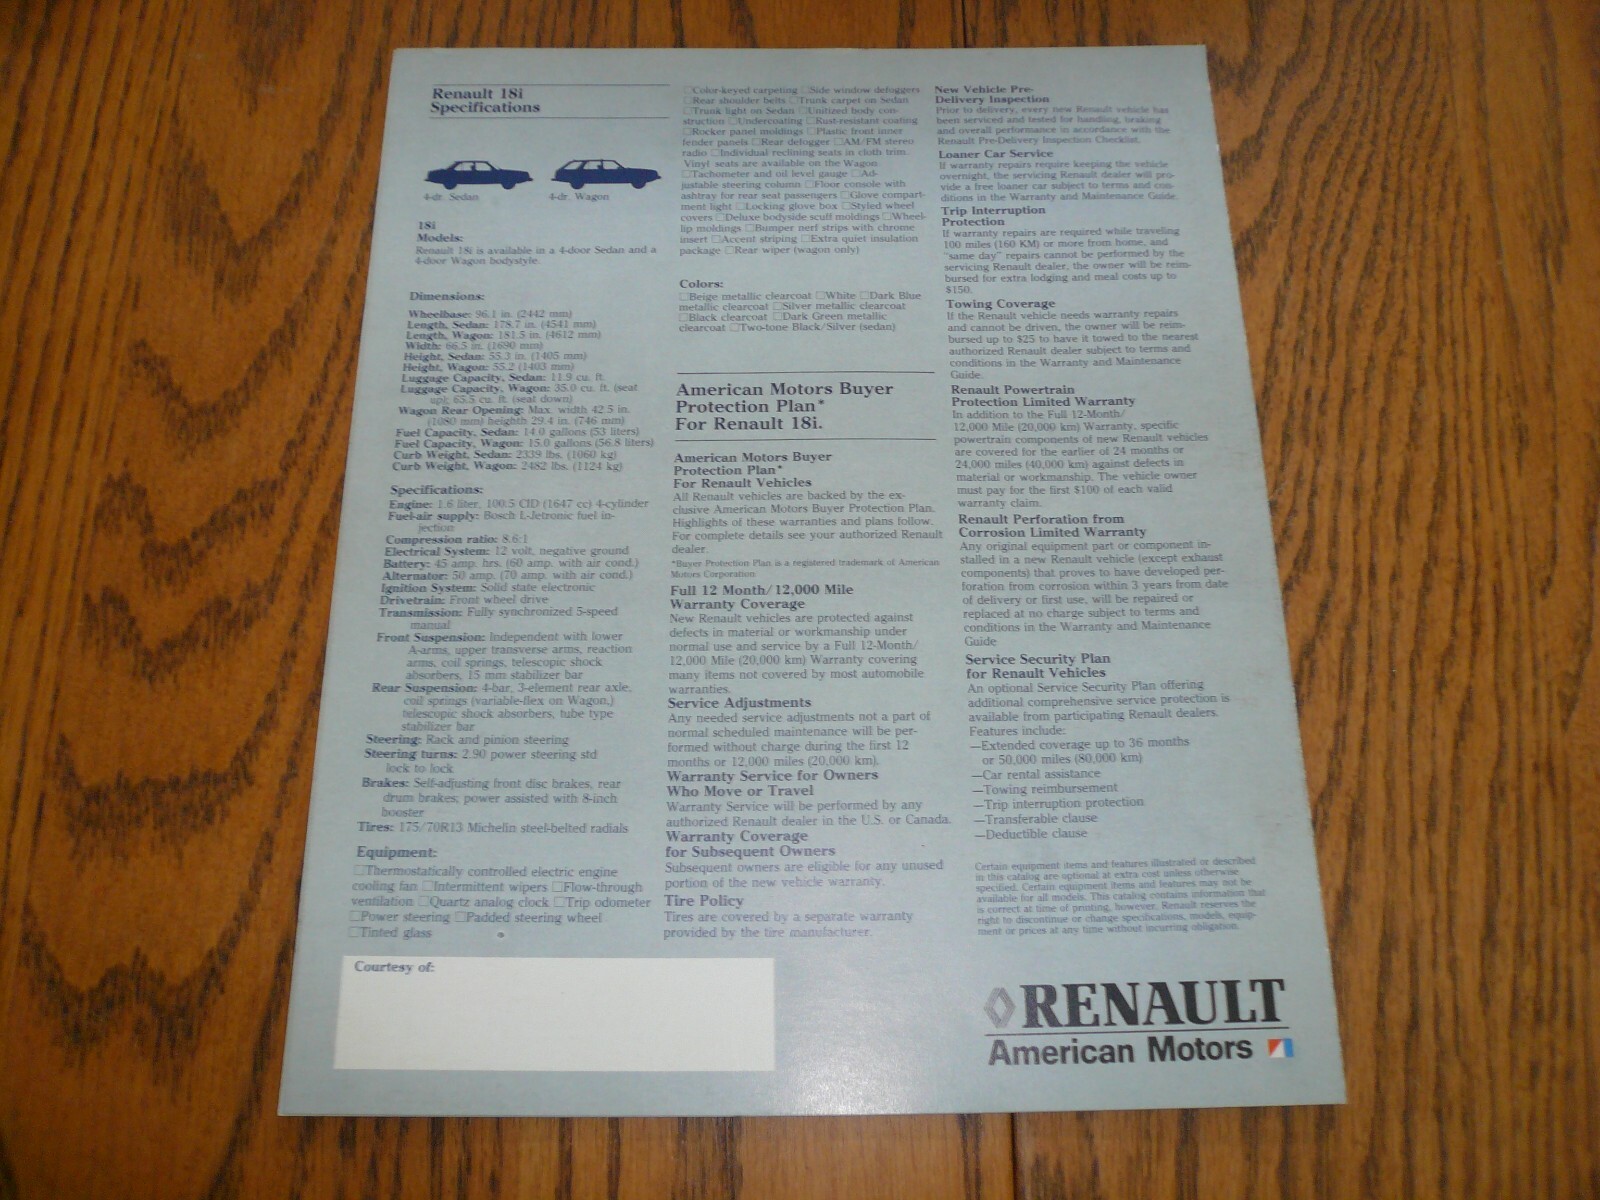 Renault 18i
Specifications
4-dr. Sedan
4-dr. Wagon
18i
Models:
Renault 18i is available in a 4-door Sedan and a
4-door Wagon bodystyle.
Dimensions:
Wheelbase: 96.1 in. (2442 mm)
Length, Sedan: 178.7 in. (4541 mm)
Length, Wagon: 181.5 in. (4612 mm)
Width: 66.5 in. (1690 mm)
Height, Sedan: 55.3 in. (1405 mm)
Height, Wagon: 55.2 (1403 mm)
Luggage Capacity, Sedan: 11.9 cu. ft.
Luggage Capacity, Wagon: 35.0 cu. ft. (seat
up); 65.5 cu. ft. (seat down)
Wagon Rear Opening: Max. width 42.5 in.
(1080 mm) heighth 29.4 in. (746 mm)
Fuel Capacity, Sedan: 14.0 gallons (53 liters)
Fuel Capacity, Wagon: 15.0 gallons (56.8 liters)
Curb Weight, Sedan: 2339 lbs. (1060 kg)
Curb Weight, Wagon: 2482 lbs. (1124 kg)
Specifications:
Engine: 1.6 liter, 100.5 CID (1647 cc) 4-cylinder
Fuel-air supply: Bosch L-Jetronic fuel in-
jection
Compression ratio: 8.6:1
Electrical System: 12 volt, negative ground
Battery: 45 amp. hrs. (60 amp. with air cond.)
Alternator: 50 amp. (70 amp. with air cond.)
Ignition System: Solid state electronic
Drivetrain: Front wheel drive
Transmission: Fully synchronized 5-speed
manual
Front Suspension: Independent with lower
A-arms, upper transverse arms, reaction
arms, coil springs, telescopic shock
absorbers, 15 mm stabilizer bar
Rear Suspension: 4-bar, 3-element rear axle,
coil springs (variable-flex on Wagon,)
telescopic shock absorbers, tube type
stabilizer bar
Steering: Rack and pinion steering
Steering turns: 2.90 power steering std
lock to lock
Brakes: Self-adjusting front disc brakes, rear
drum brakes; power assisted with 8-inch
booster
Tires: 175/70R13 Michelin steel-belted radials
Equipment:
□Thermostatically controlled electric engine
cooling fan □Intermittent wipers □Flow-through
ventilation □Quartz analog clock □Trip odometer
□Power steering □Padded steering wheel
□Tinted glass
Courtesy of:
□Color-keyed carpeting □Side window defoggers
□Rear shoulder belts □Trunk carpet on Sedan
□Trunk light on Sedan □Unitized body con-
struction □Undercoating □Rust-resistant coating
□Rocker panel moldings □Plastic front inner
fender panels □Rear defogger □AM/FM stereo
radio □Individual reclining seats in cloth trim.
Vinyl seats are available on the Wagon
□Tachometer and oil level gauge □Ad-
justable steering column □Floor console with
ashtray for rear seat passengers □Glove compart-
ment light □Locking glove box □Styled wheel
covers □Deluxe bodyside scuff moldings □Wheel-
lip moldings □Bumper nerf strips with chrome
insert □Accent striping □Extra quiet insulation
package □Rear wiper (wagon only)
Colors:
□Beige metallic clearcoat □White □Dark Blue
metallic clearcoat □Silver metallic clearcoat
□Black clearcoat □Dark Green metallic
clearcoat □Two-tone Black/Silver (sedan)
American Motors Buyer
Protection Plan*
For Renault 18i.
American Motors Buyer
Protection Plan*
For Renault Vehicles
All Renault vehicles are backed by the ex-
clusive American Motors Buyer Protection Plan.
Highlights of these warranties and plans follow.
For complete details see your authorized Renault
dealer.
*Buyer Protection Plan is a registered trademark of American
Motors Corporation
Full 12 Month/12,000 Mile
Warranty Coverage
New Renault vehicles are protected against
defects in material or workmanship under
normal use and service by a Full 12-Month/
12,000 Mile (20,000 km) Warranty covering
many items not covered by most automobile
warranties.
Service Adjustments
Any needed service adjustments not a part of
normal scheduled maintenance will be per-
formed without charge during the first 12
months or 12,000 miles (20,000 km).
Warranty Service for Owners
Who Move or Travel
Warranty Service will be performed by any
authorized Renault dealer in the U.S. or Canada.
Warranty Coverage
for Subsequent Owners
Subsequent owners are eligible for any unused
portion of the new vehicle warranty.
Tire Policy
Tires are covered by a separate warranty
provided by the tire manufacturer.
New Vehicle Pre-
Delivery Inspection
Prior to delivery, every new Renault vehicle has
been serviced and tested for handling, braking
and overall performance in accordance with the
Renault Pre-Delivery Inspection Checklist.
Loaner Car Service
If warranty repairs require keeping the vehicle
overnight, the servicing Renault dealer will pro-
vide a free loaner car subject to terms and con-
ditions in the Warranty and Maintenance Guide.
Trip Interruption
Protection
If warranty repairs are required while traveling
100 miles (160 KM) or more from home, and
"same day" repairs cannot be performed by the
servicing Renault dealer, the owner will be reim-
bursed for extra lodging and meal costs up to
$150.
Towing Coverage
If the Renault vehicle needs warranty repairs
and cannot be driven, the owner will be reim-
bursed up to $25 to have it towed to the nearest
authorized Renault dealer subject to terms and
conditions in the Warranty and Maintenance
Guide.
Renault Powertrain
Protection Limited Warranty
In addition to the Full 12-Month/
12,000 Mile (20,000 km) Warranty, specific
powertrain components of new Renault vehicles
are covered for the earlier of 24 months or
24,000 miles (40,000 km) against defects in
material or workmanship. The vehicle owner
must pay for the first $100 of each valid
warranty claim.
Renault Perforation from
Corrosion Limited Warranty
Any original equipment part or component in-
stalled in a new Renault vehicle (except exhaust
components) that proves to have developed per-
foration from corrosion within 3 years from date
of delivery or first use, will be repaired or
replaced at no charge subject to terms and
conditions in the Warranty and Maintenance
Guide
Service Security Plan
for Renault Vehicles
An optional Service Security Plan offering
additional comprehensive service protection is
available from participating Renault dealers.
Features include:
—Extended coverage up to 36 months
or 50,000 miles (80,000 km)
—Car rental assistance
—Towing reimbursement
—Trip interruption protection
—Transferable clause
—Deductible clause
Certain equipment items and features illustrated or described
in this catalog are optional at extra cost unless otherwise
specified. Certain equipment items and features may not be
available for all models. This catalog contains information that
is correct at time of printing, however, Renault reserves the
right to discontinue or change specifications, models, equip-
ment or prices at any time without incurring obligation.
RENAULT
American Motors